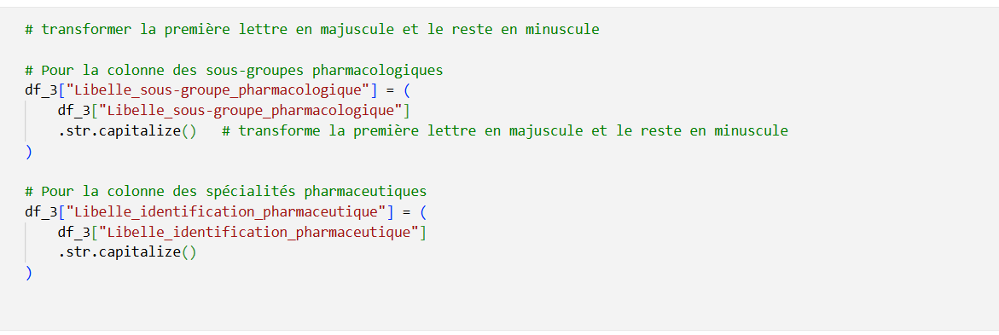 # transformer la première lettre en majuscule et le reste en minuscule
# Pour la colonne des sous-groupes pharmacologiques
df_3["Libelle_sous-groupe_pharmacologique"] = (
df_3["Libelle_sous-groupe_pharmacologique"]
.str.capitalize()   # transforme la première lettre en majuscule et le reste en minuscule
)
# Pour la colonne des spécialités pharmaceutiques
df_3["Libelle_identification_pharmaceutique"] = (
df_3["Libelle_identification_pharmaceutique"]
.str.capitalize()
)